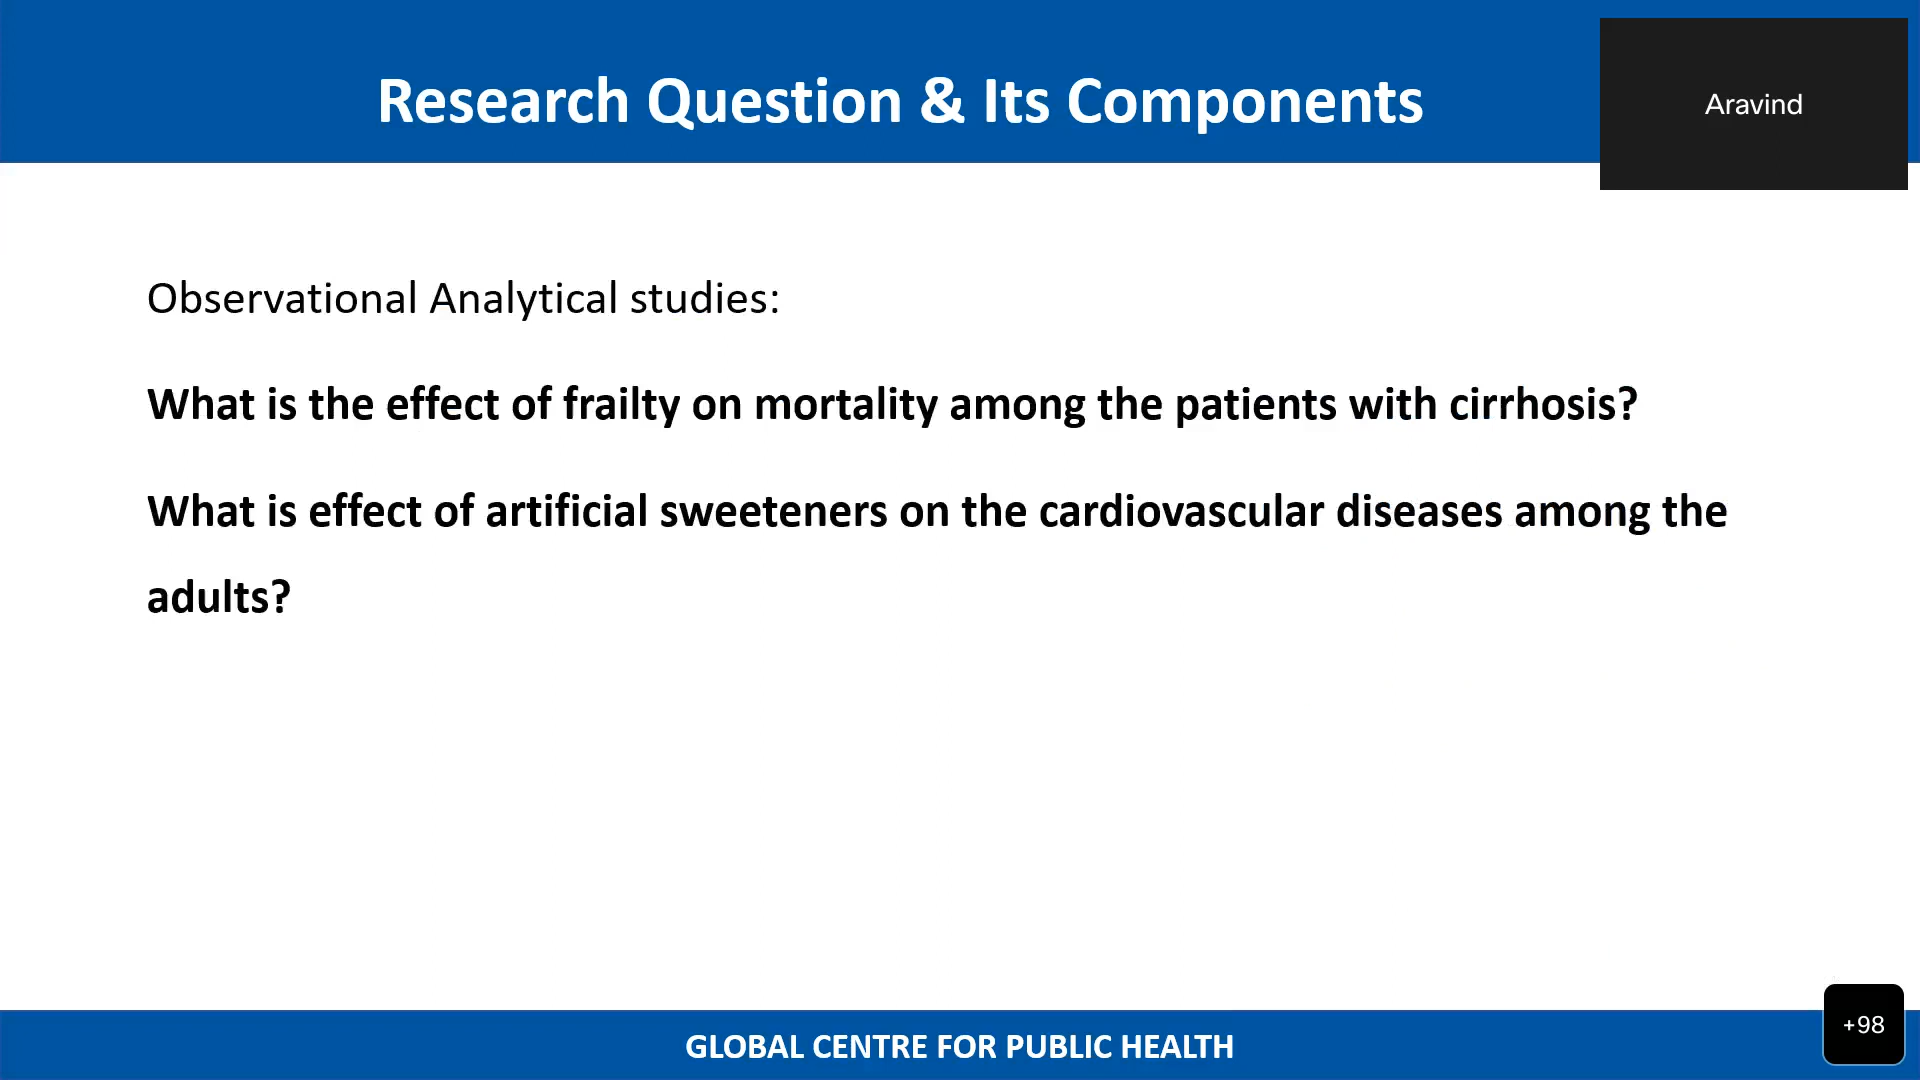 Research Question & Its Components
Aravind
Observational Analytical studies:
What is the effect of frailty on mortality among the patients with cirrhosis?
What is effect of artificial sweeteners on the cardiovascular diseases among the
adults?
+98
GLOBAL CENTRE FOR PUBLIC HEALTH